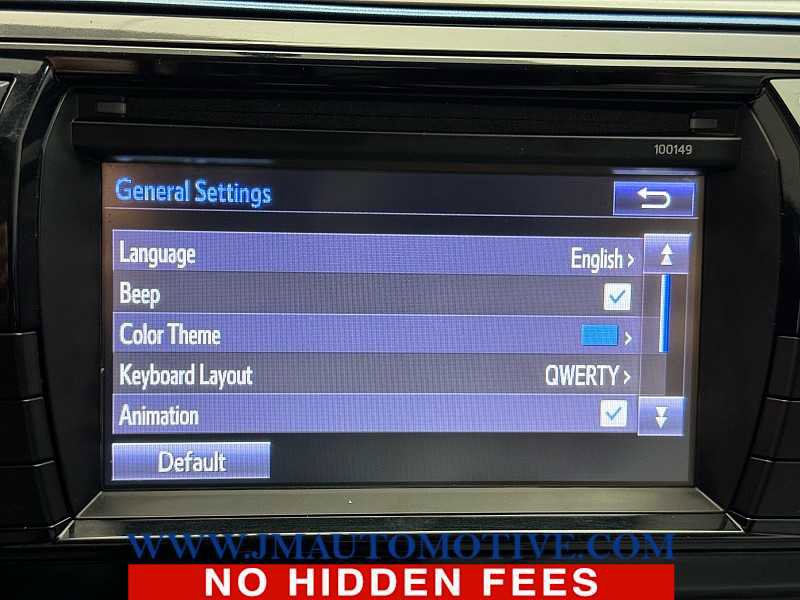 100149
General Settings
Language English >
Beep
Color Theme >
Keyboard Layout QWERTY >
Animation
Default
WWW.JMAUTOMOTIVE.COM
NO HIDDEN FEES